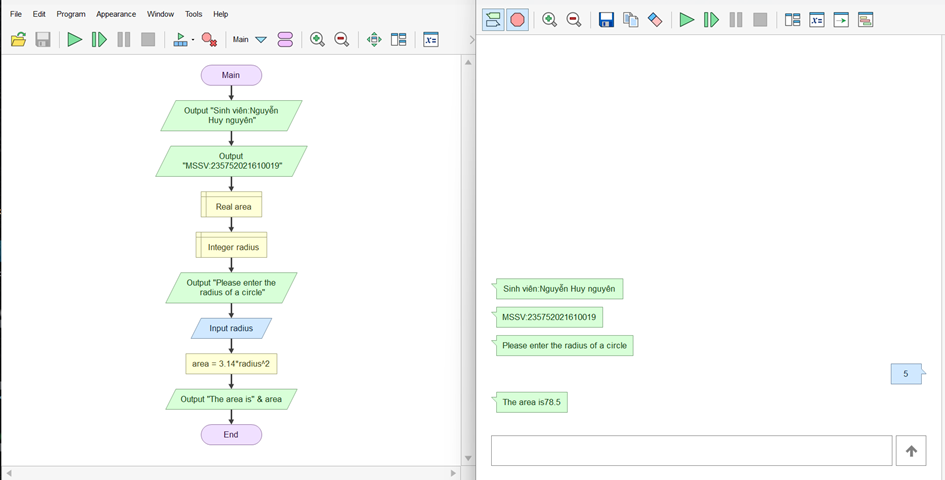 File Edit Program Appearance Window Tools Help
Main
Main
Output "Sinh viên:Nguyễn
Huy nguyên"
Output
"MSSV:235752021610019"
Real area
Integer radius
Output "Please enter the
radius of a circle"
Input radius
area = 3.14*radius^2
Output "The area is" & area
End
Sinh viên:Nguyễn Huy nguyên
MSSV:235752021610019
Please enter the radius of a circle
5
The area is78.5